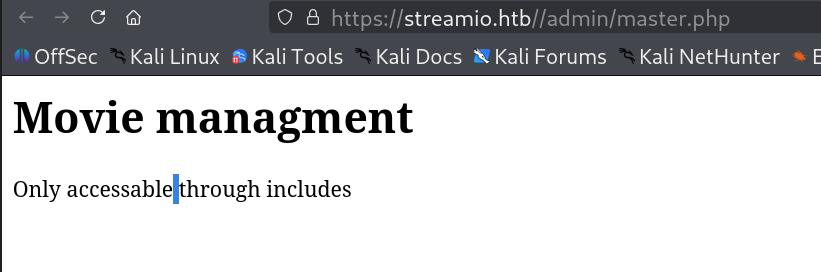 https://streamio.htb//admin/master.php
OffSec Kali Linux Kali Tools Kali Docs Kali Forums Kali NetHunter
Movie managment
Only accessable through includes